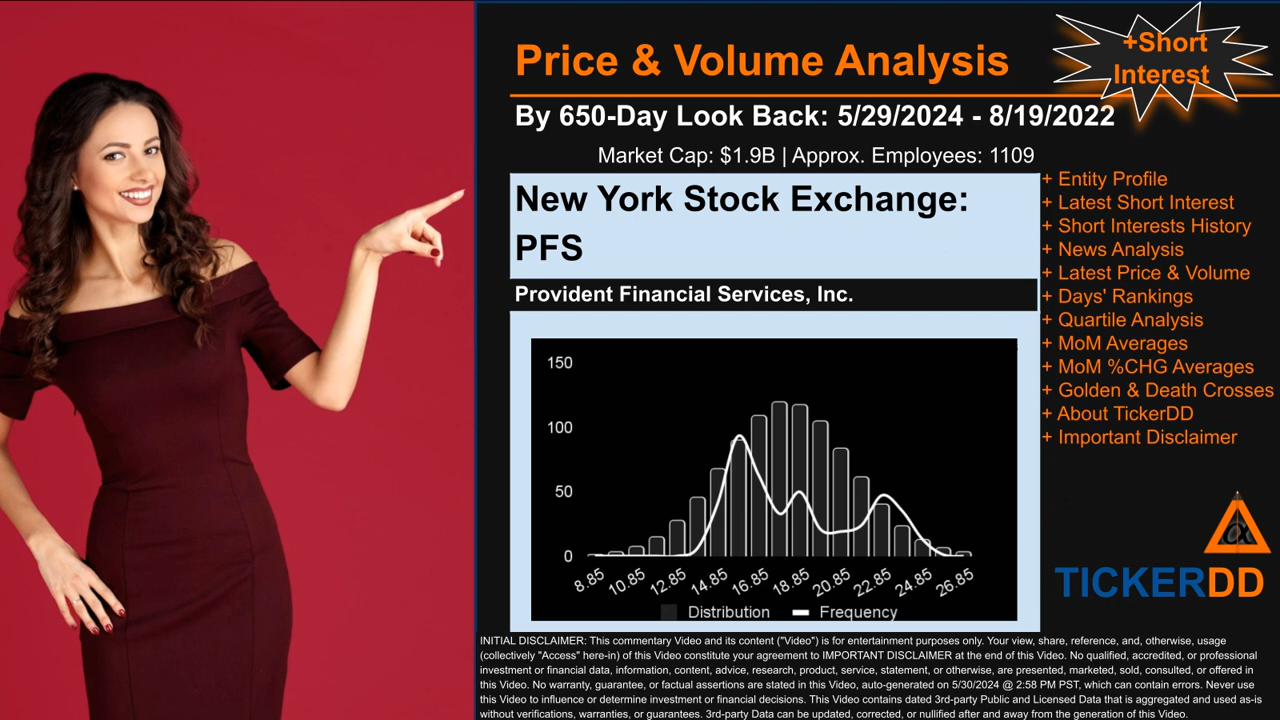 Price & Volume Analysis
+Short
Interest
By 650-Day Look Back: 5/29/2024 - 8/19/2022
Market Cap: $1.9B | Approx. Employees: 1109
New York Stock Exchange:
PFS
Provident Financial Services, Inc.
150
100
50
0
8.85 10.85 12.85 14.85 16.85 18.85 20.85 22.85 24.85 26.85
Distribution Frequency
+ Entity Profile
+ Latest Short Interest
+ Short Interests History
+ News Analysis
+ Latest Price & Volume
+ Days' Rankings
+ Quartile Analysis
+ MoM Averages
+ MoM %CHG Averages
+ Golden & Death Crosses
+ About TickerDD
+ Important Disclaimer
TICKERDD
INITIAL DISCLAIMER: This commentary Video and its content ("Video") is for entertainment purposes only. Your view, share, reference, and, otherwise, usage
(collectively "Access" here-in) of this Video constitute your agreement to IMPORTANT DISCLAIMER at the end of this Video. No qualified, accredited, or professional
investment or financial data, information, content, advice, research, product, service, statement, or otherwise, are presented, marketed, sold, consulted, or offered in
this Video. No warranty, guarantee, or factual assertions are stated in this Video, auto-generated on 5/30/2024 @ 2:58 PM PST, which can contain errors. Never use
this Video to influence or determine investment or financial decisions. This Video contains dated 3rd-party Public and Licensed Data that is aggregated and used as-is
without verifications, warranties, or guarantees. 3rd-party Data can be updated, corrected, or nullified after and away from the generation of this Video.